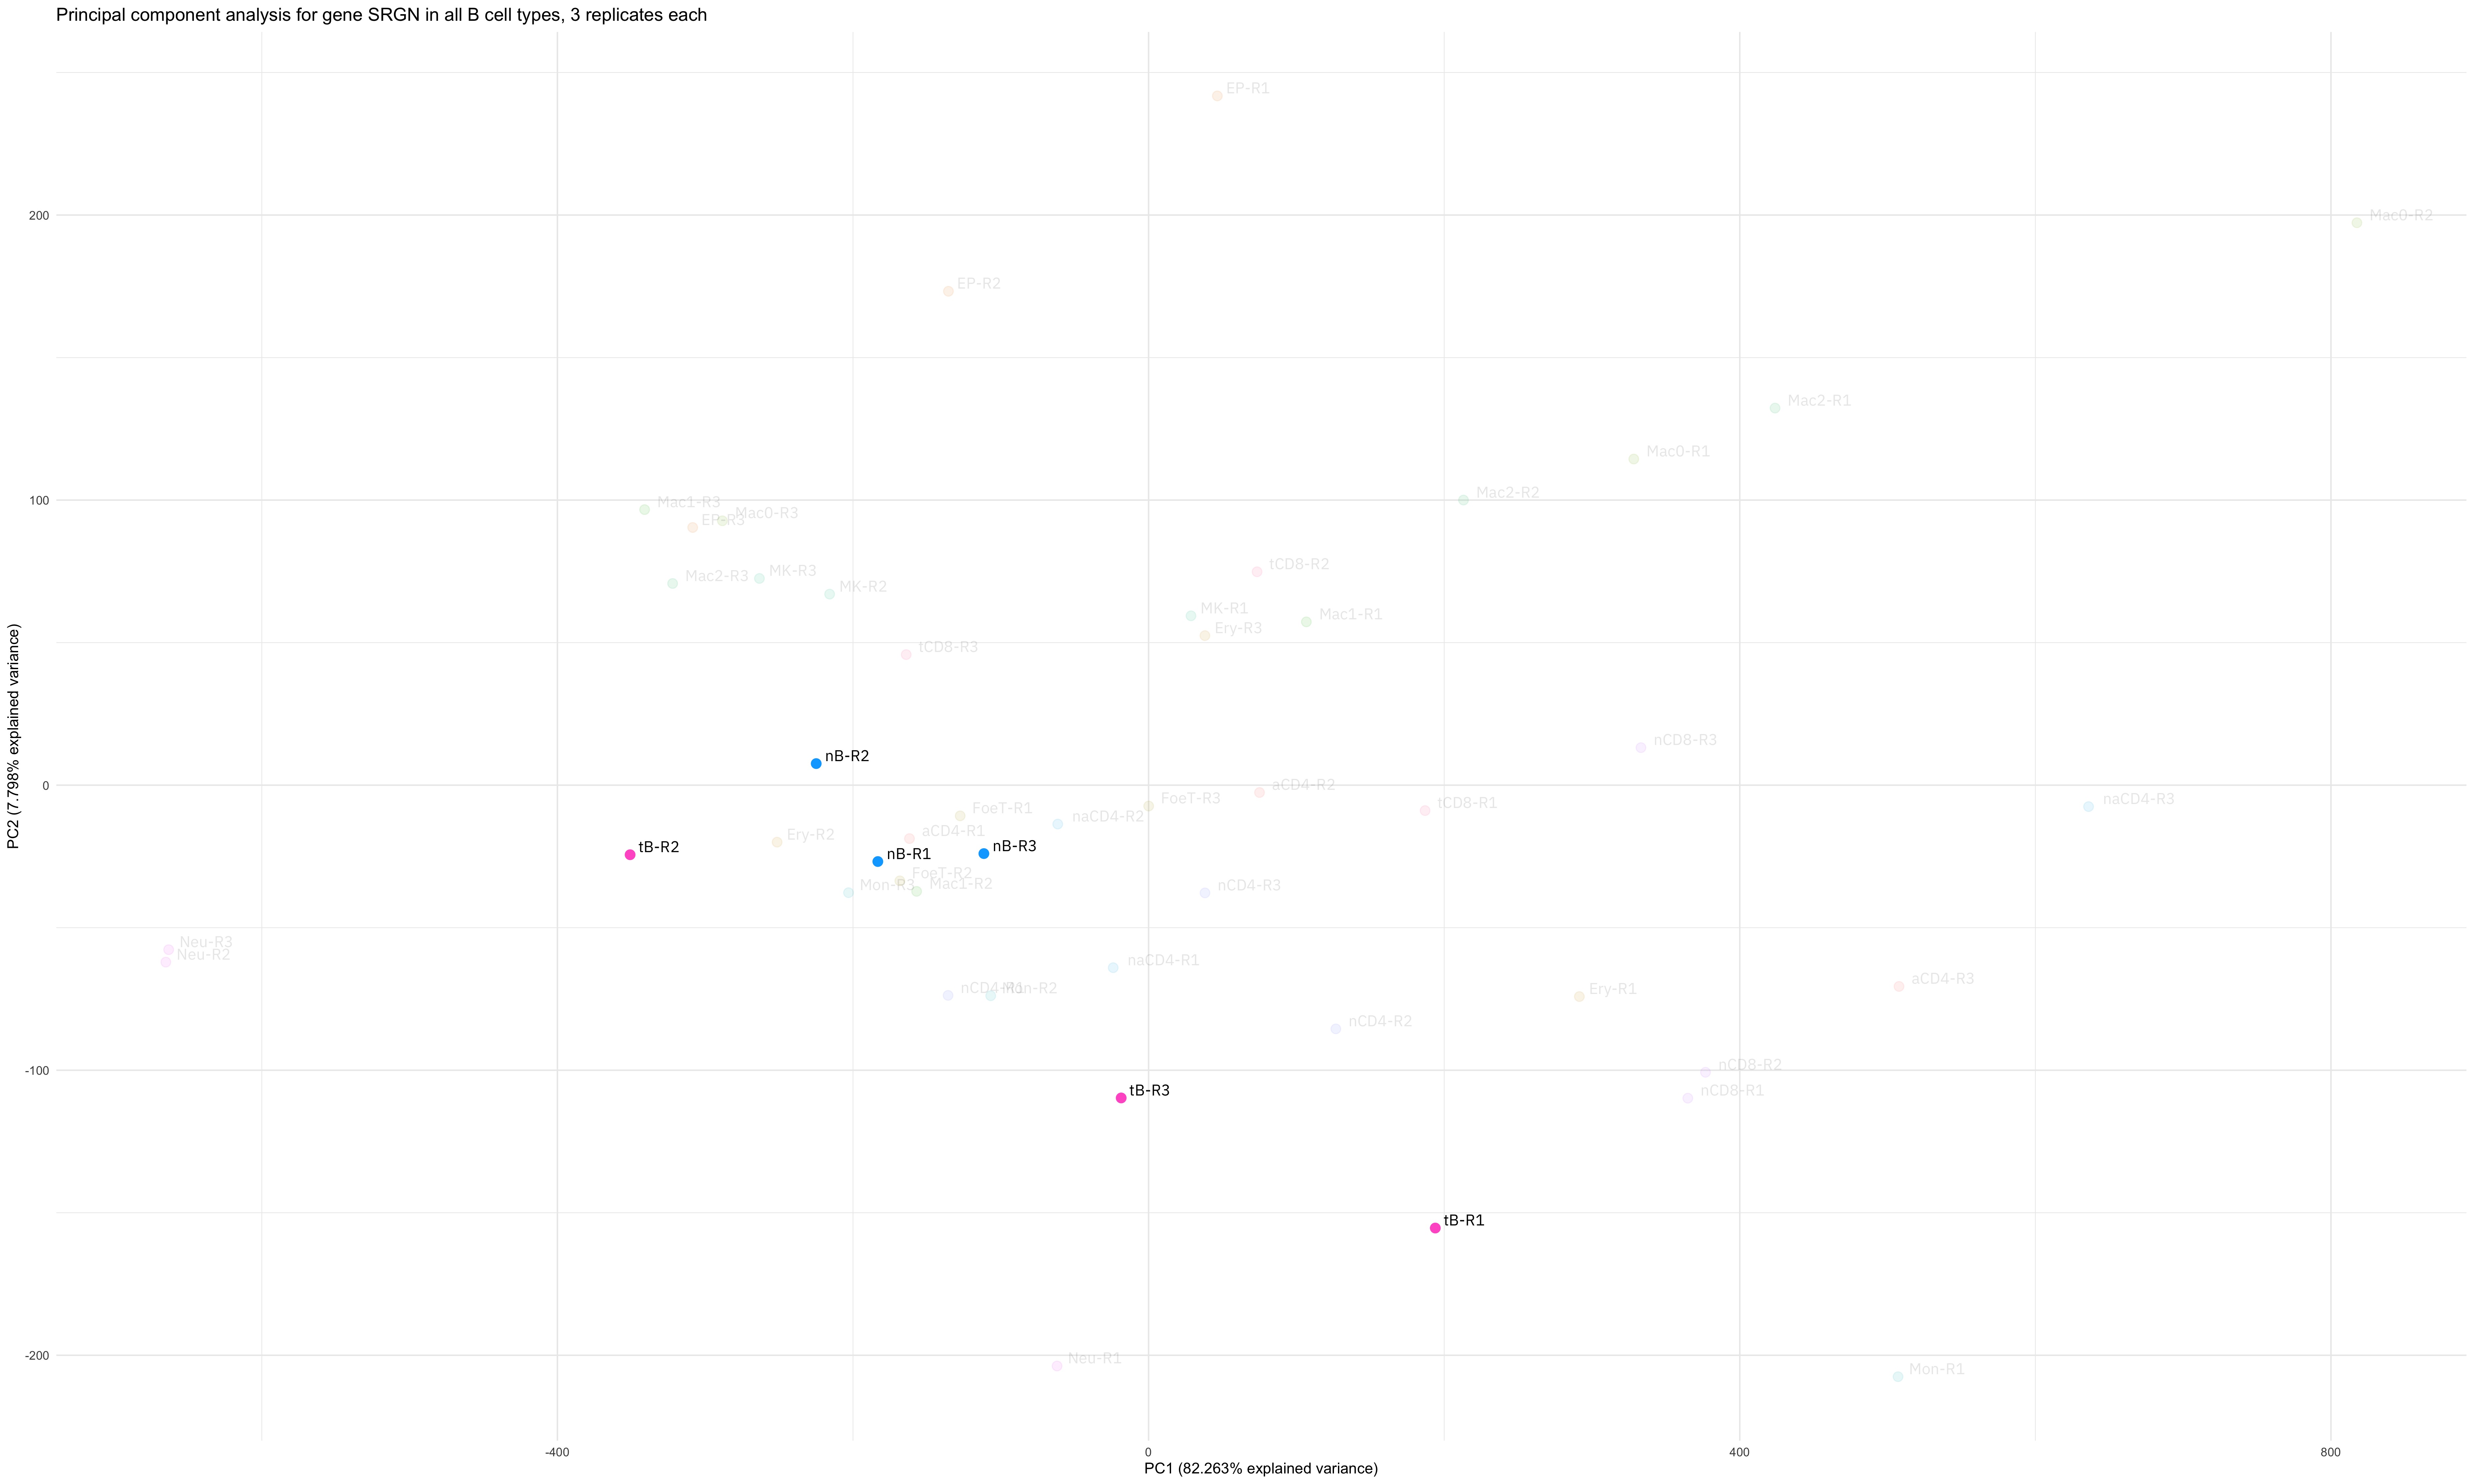 Principal component analysis for gene SRGN in all B cell types, 3 replicates each
EP-R1
200
Mac0-R2
EP-R2
Mac2-R1
Mac0-R1
Mac2-R2
100
Mac1-R3
Mac0-R3
EP-R3
tCD8-R2
Mac2-R3
MK-R3
MK-R2
MK-R1
Mac1-R1
Ery-R3
tCD8-R3
nCD8-R3
nB-R2
0
aCD4-R2
FoeT-R3
naCD4-R3
FoeT-R1
tCD8-R1
naCD4-R2
Ery-R2
aCD4-R1
tB-R2
nB-R1
nB-R3
FoeT-R2
Mon-R3
Mac1-R2
nCD4-R3
Neu-R3
Neu-R2
naCD4-R1
aCD4-R3
nCD4-R1
Mon-R2
Ery-R1
nCD4-R2
nCD8-R2
-100
tB-R3
nCD8-R1
tB-R1
-200
Neu-R1
Mon-R1
-400
0
400
800
PC1 (82.263% explained variance)
PC2 (7.798% explained variance)